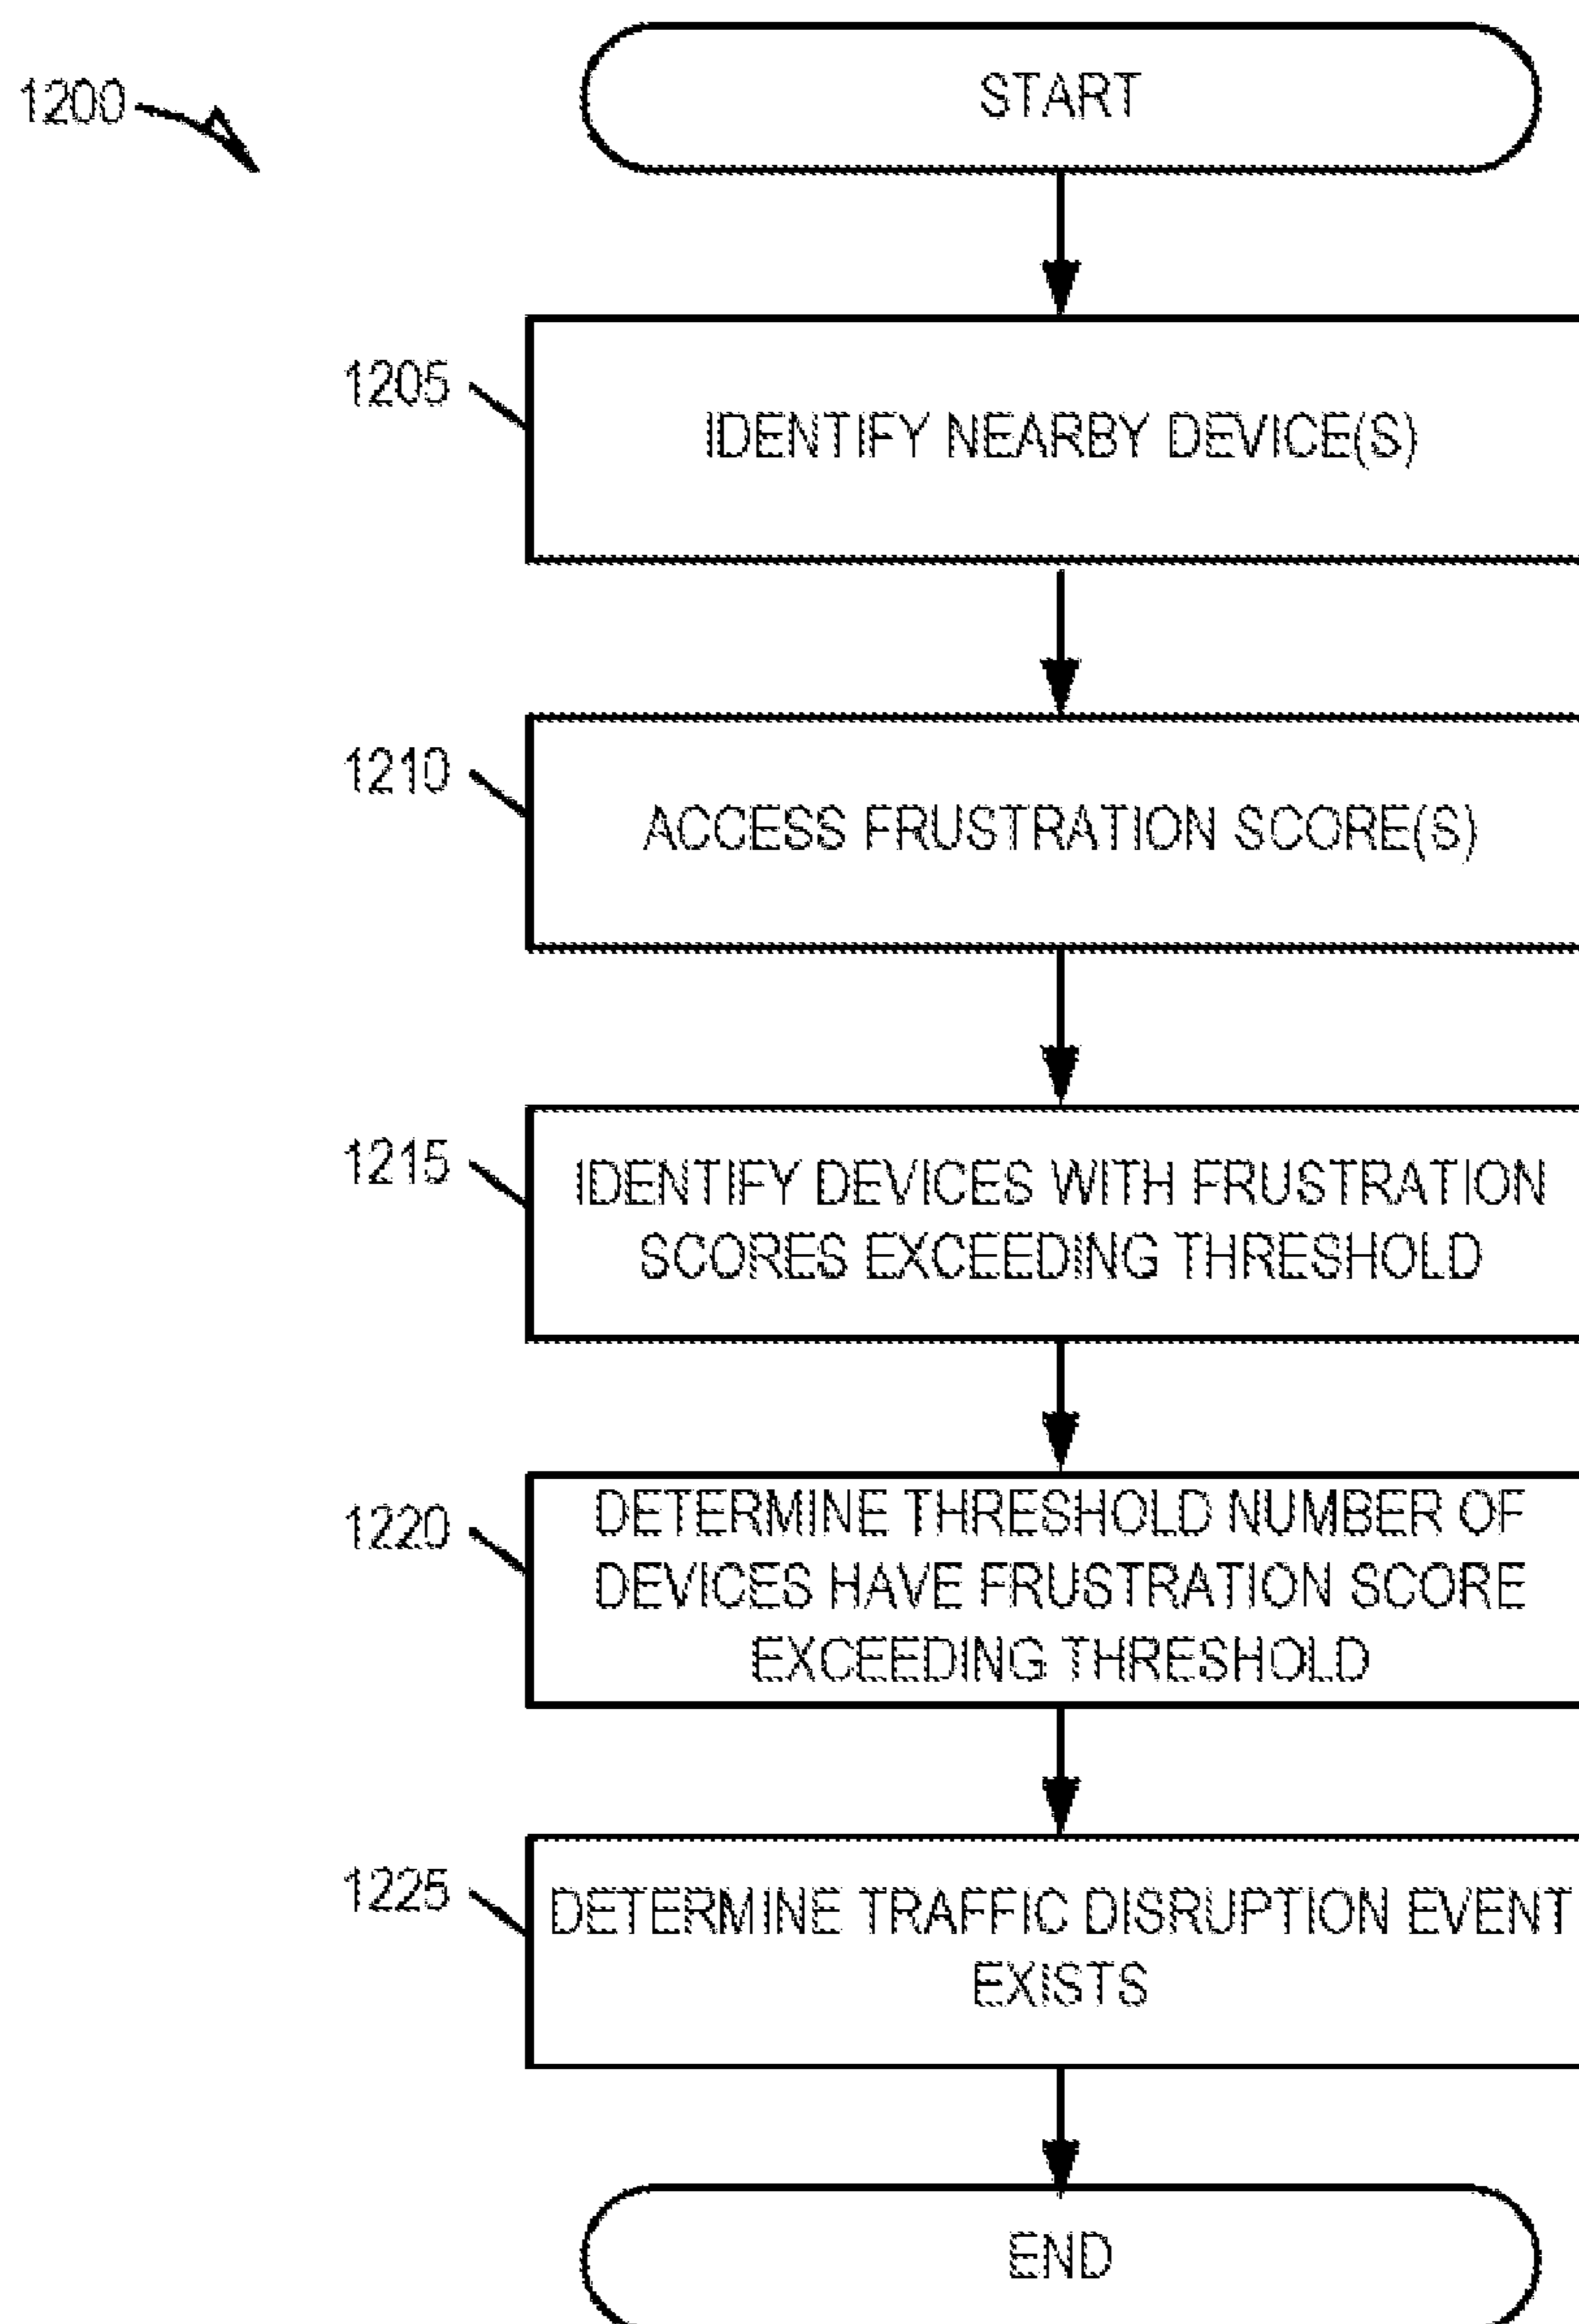 1200
START
1205
IDENTIFY NEARBY DEVICE(S)
1210
ACCESS FRUSTRATION SCORE(S)
1215
IDENTIFY DEVICES WITH FRUSTRATION
SCORES EXCEEDING THRESHOLD
1220
DETERMINE THRESHOLD NUMBER OF
DEVICES HAVE FRUSTRATION SCORE
EXCEEDING THRESHOLD
1225
DETERMINE TRAFFIC DISRUPTION EVENT
EXISTS
END